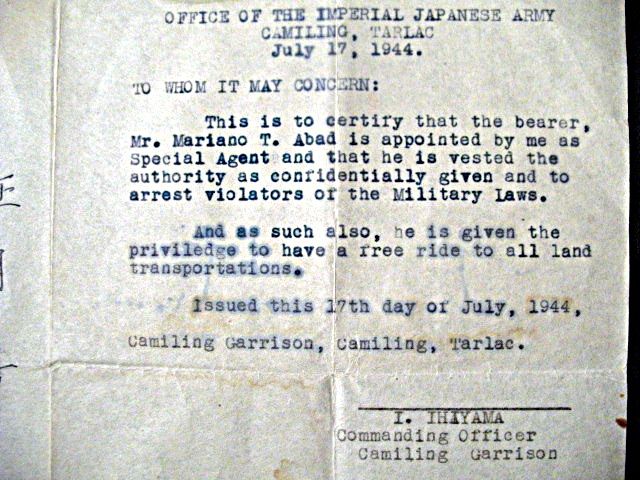 OFFICE OF THE IMPERIAL JAPANESE ARMY
CAMILING, TARLAC
July 17, 1944.
TO WHOM IT MAY CONCERN:
This is to certify that the bearer,
Mr. Mariano T. Abad is appointed by me as
Special Agent and that he is vested the
authority as confidentially given and to
arrest violators of the Military Laws.
And as such also, he is given the
priviledge to have a free ride to all land
transportations.
Issued this 17th day of July, 1944,
Camiling Garrison, Camiling, Tarlac.
I. IHIYAMA
Commanding Officer
Camiling Garrison